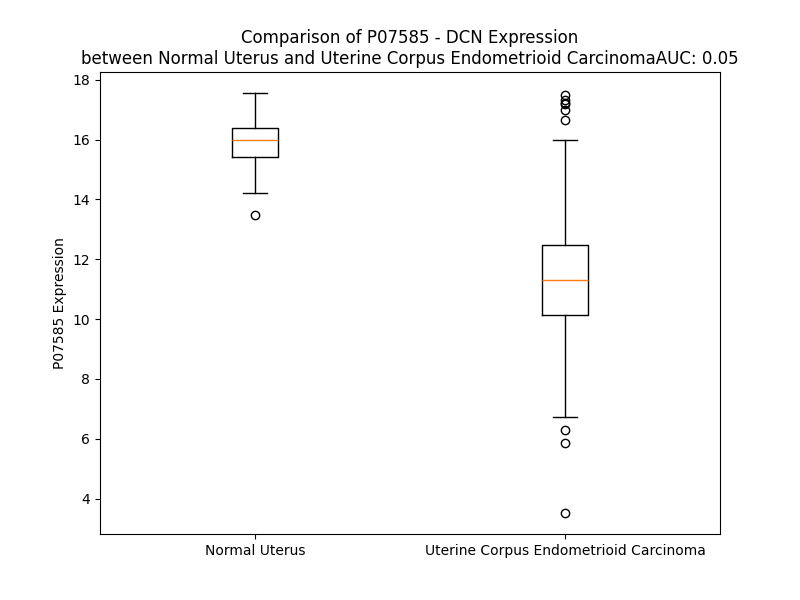 Comparison of P07585 - DCN Expression
between Normal Uterus and Uterine Corpus Endometrioid CarcinomaAUC: 0.05
18
16
14
12
10
8
6
4
P07585 Expression
Normal Uterus
Uterine Corpus Endometrioid Carcinoma